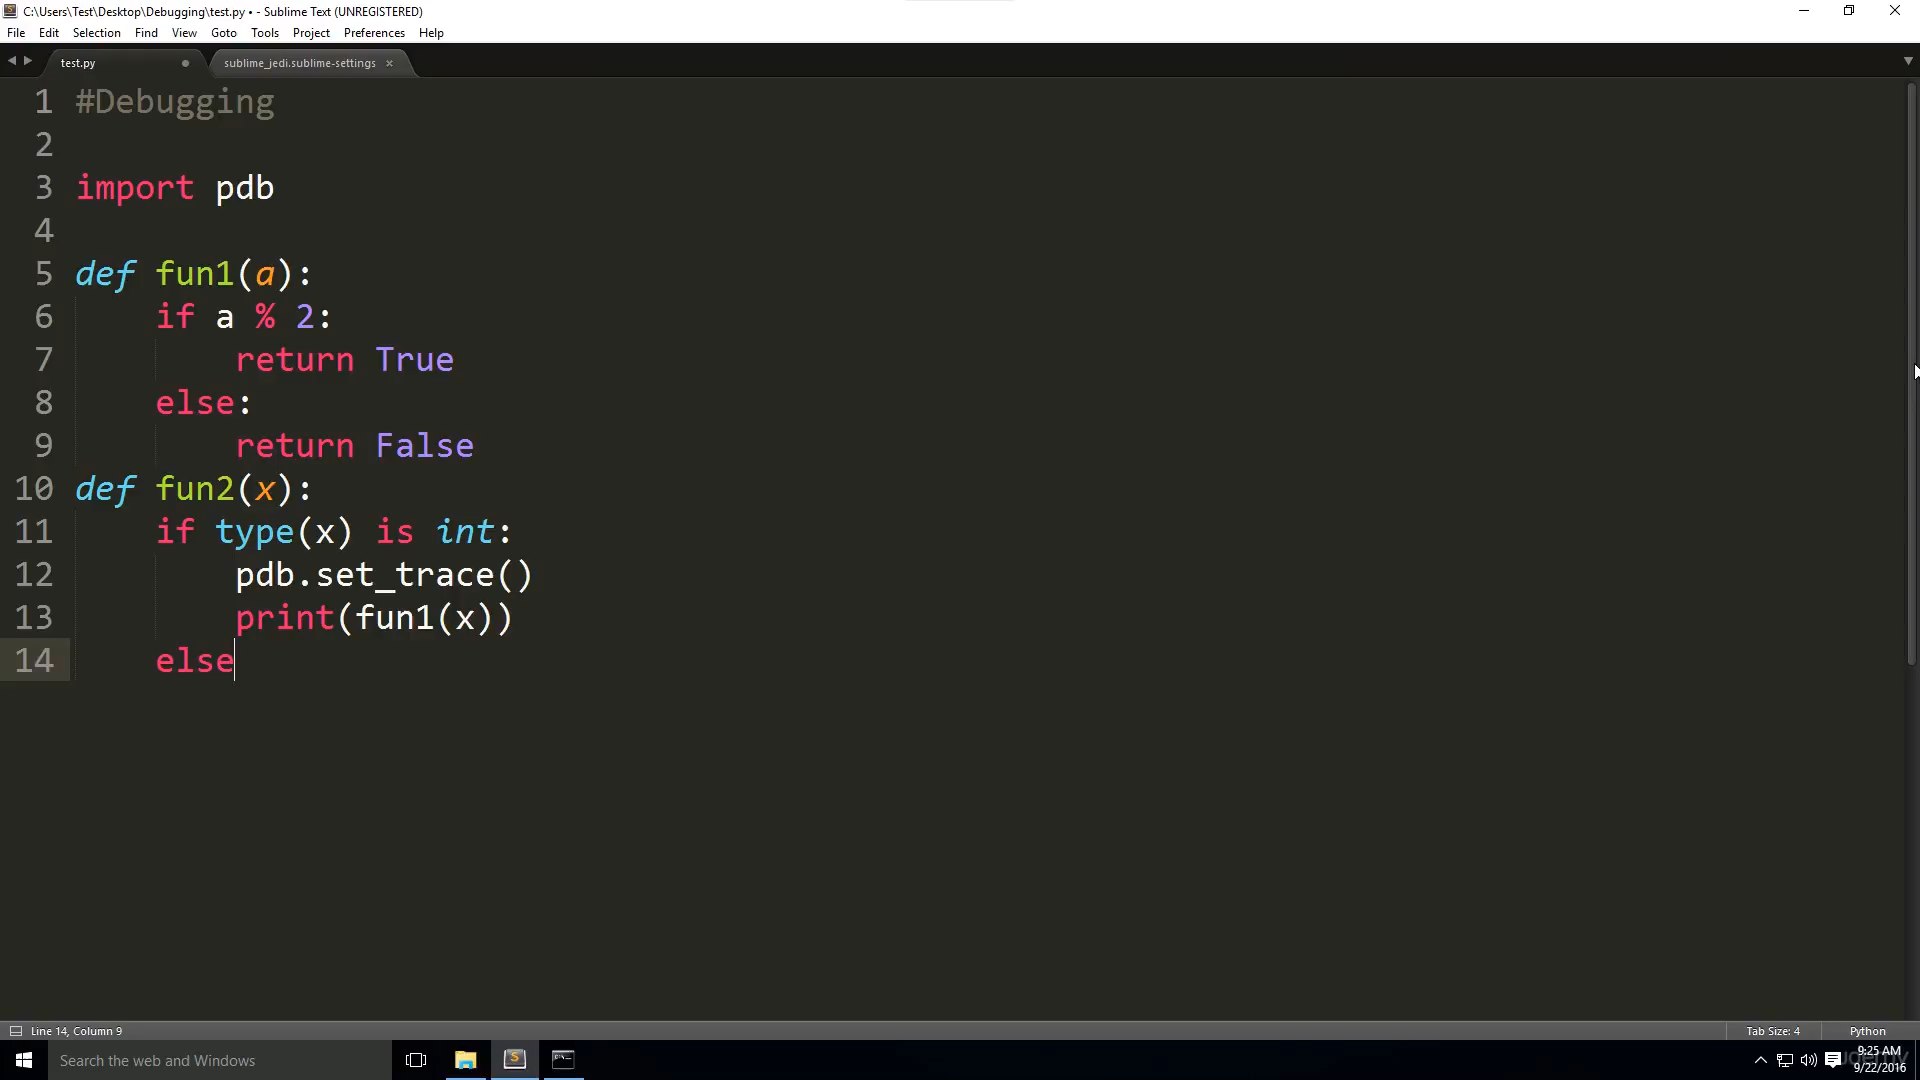 C:\Users\Test\Desktop\Debugging\test.py • - Sublime Text (UNREGISTERED)
File Edit Selection Find View Goto Tools Project Preferences Help
test.py sublime_jedi.sublime-settings ×
1 #Debugging
2
3 import pdb
4
5 def fun1(a):
6     if a % 2:
7         return True
8     else:
9         return False
10 def fun2(x):
11     if type(x) is int:
12         pdb.set_trace()
13         print(fun1(x))
14     else
Line 14, Column 9 Tab Size: 4 Python
Search the web and Windows
9:25 AM
9/22/2016